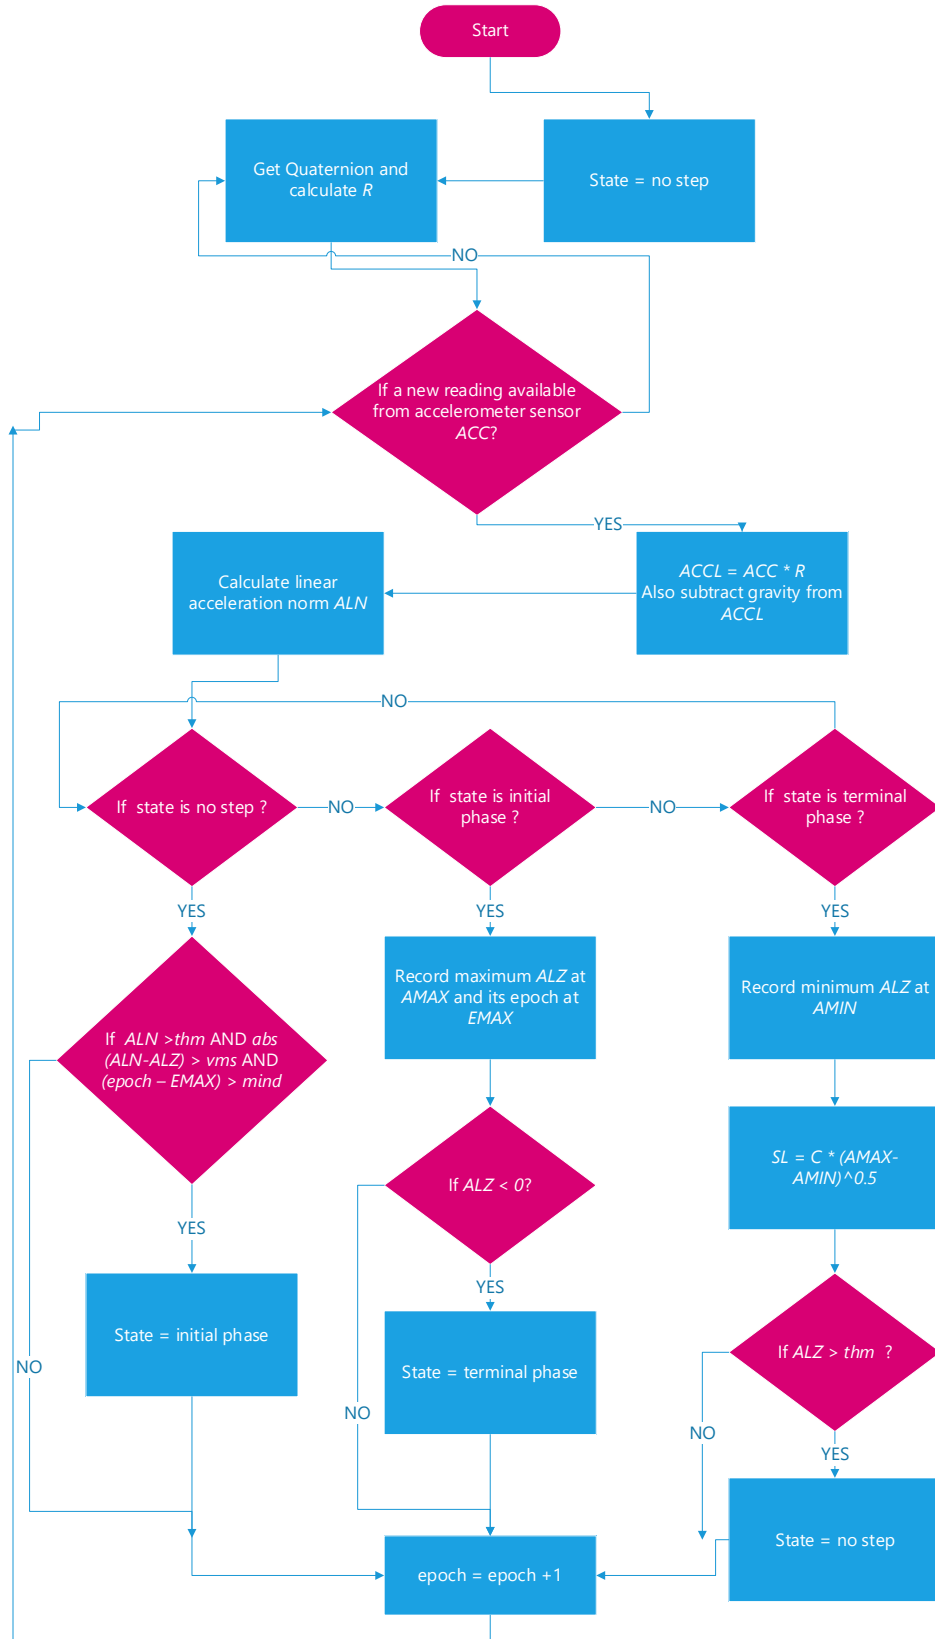 Start
Get Quaternion and
calculate R
State = no step
NO
If a new reading available
from accelerometer sensor
ACC?
YES
Calculate linear
acceleration norm ALN
ACCL = ACC * R
Also subtract gravity from
ACCL
NO
If state is no step ?
NO
If state is initial
phase ?
NO
If state is terminal
phase ?
YES
YES
YES
If ALN >thm AND abs
(ALN-ALZ) > vms AND
(epoch – EMAX) > mind
Record maximum ALZ at
AMAX and its epoch at
EMAX
Record minimum ALZ at
AMIN
If ALZ < 0?
SL = C * (AMAX-
AMIN)^0.5
YES
YES
State = initial phase
State = terminal phase
If ALZ > thm ?
NO
NO
NO
YES
State = no step
epoch = epoch +1